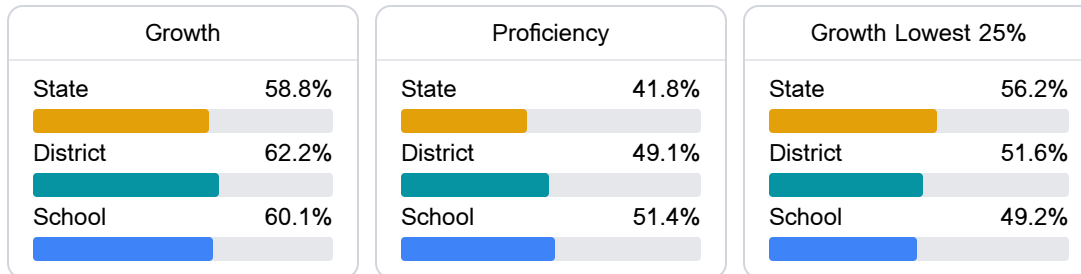 Growth
State 58.8%
District 62.2%
School 60.1%
Proficiency
State 41.8%
District 49.1%
School 51.4%
Growth Lowest 25%
State 56.2%
District 51.6%
School 49.2%